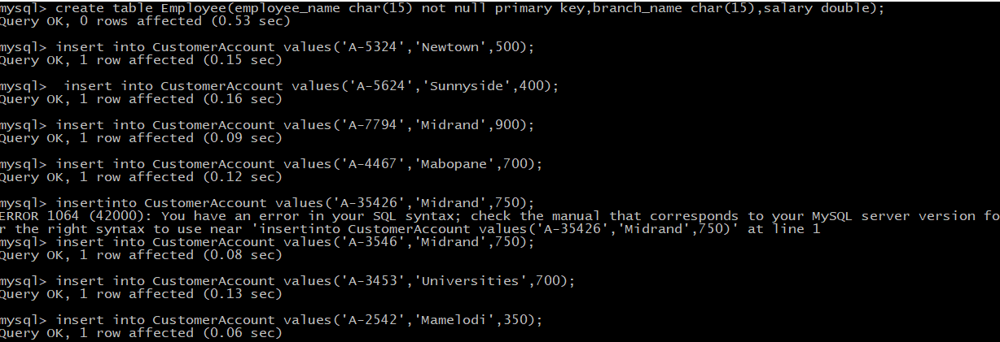 mysql> create table Employee(employee_name char(15) not null primary key,branch_name char(15),salary double);
Query OK, 0 rows affected (0.53 sec)
mysql> insert into CustomerAccount values('A-5324','Newtown',500);
Query OK, 1 row affected (0.15 sec)
mysql>  insert into CustomerAccount values('A-5624','Sunnyside',400);
Query OK, 1 row affected (0.16 sec)
mysql> insert into CustomerAccount values('A-7794','Midrand',900);
Query OK, 1 row affected (0.09 sec)
mysql> insert into CustomerAccount values('A-4467','Mabopane',700);
Query OK, 1 row affected (0.12 sec)
mysql> insertinto CustomerAccount values('A-35426','Midrand',750);
ERROR 1064 (42000): You have an error in your SQL syntax; check the manual that corresponds to your MySQL server version fo
r the right syntax to use near 'insertinto CustomerAccount values('A-35426','Midrand',750)' at line 1
mysql> insert into CustomerAccount values('A-3546','Midrand',750);
Query OK, 1 row affected (0.08 sec)
mysql> insert into CustomerAccount values('A-3453','Universities',700);
Query OK, 1 row affected (0.13 sec)
mysql> insert into CustomerAccount values('A-2542','Mamelodi',350);
Query OK, 1 row affected (0.06 sec)